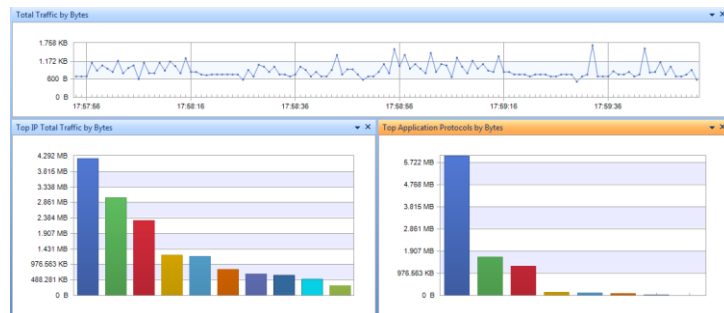 Total Traffic by Bytes
1.758 KB
1.172 KB
600 B
0 B
17:57:56
17:58:16
17:58:36
17:58:56
17:59:16
17:59:36
Top IP Total Traffic by Bytes
4.292 MB
3.815 MB
3.338 MB
2.861 MB
2.384 MB
1.907 MB
1.431 MB
976.563 KB
488.281 KB
0 B
Top Application Protocols by Bytes
5.722 MB
4.768 MB
3.815 MB
2.861 MB
1.907 MB
976.563 KB
0 B